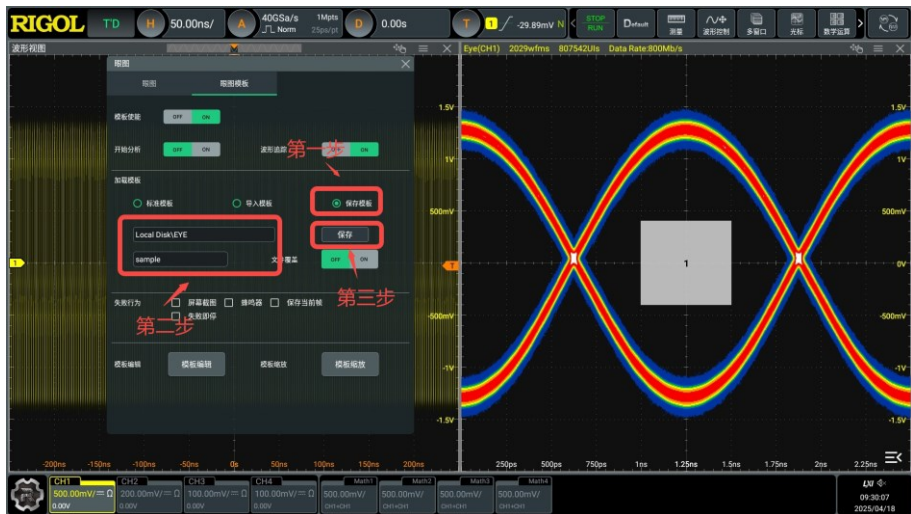 RIGOL T'D H 50.00ns/ A 40GSa/s 1Mpts D 0.00s T 1 -29.89mV N STOP Default
Norm 25ps/pt RUN 测量 波形控制 多窗口 光标 数学运算
波形视图 Eye(CH1) 2029wfms 807542UIs Data Rate:800Mb/s
眼图
眼图 眼图模板
模板使能 OFF ON
开始分析 OFF ON 波形追踪 ON
第一步
加载模板
标准模板 导入模板 保存模板
Local Disk\EYE 保存
sample 文件覆盖 OFF ON
第二步
第三步
失败行为 屏幕截图 蜂鸣器 保存当前帧
失败即停
模板编辑 模板编辑 模板缩放 模板缩放
1.5V
1V
500mV
0V
-500mV
-1V
-1.5V
1.5V
1V
500mV
1
-500mV
-1V
-1.5V
-200ns -150ns -100ns -50ns 0s 50ns 100ns 150ns 200ns
250ps 500ps 750ps 1ns 1.25ns 1.5ns 1.75ns 2ns 2.25ns
CH1 CH2 CH3 CH4 Math1 Math2 Math3 Math4
500.00mV/ Ω 200.00mV/ Ω 100.00mV/ Ω 100.00mV/ Ω 500.00mV/ 500.00mV/ 500.00mV/ 500.00mV/
0.00V 0.00V 0.00V 0.00V CH1+CH1 CH1+CH1 CH1+CH1 CH1+CH1
LXI
09:30:07
2025/04/18